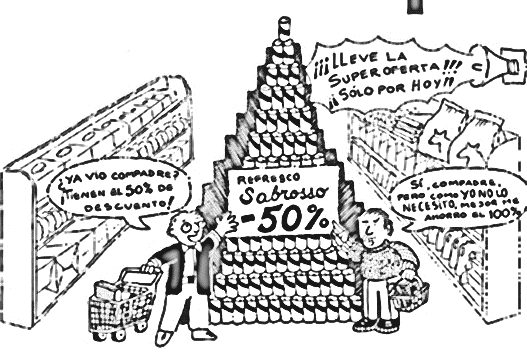 ¡¡¡LLEVE LA
SUPEROFERTA!!!
¡¡SÓLO POR HOY!!
¿YA VIO COMPADRE?
¡TIENEN EL 50% DE
DESCUENTO!
REFRESCO
Sabrosso
-50%
SÍ, COMPADRE,
PERO COMO YO NO LO
NECESITO, MEJOR ME
AHORRO EL 100%